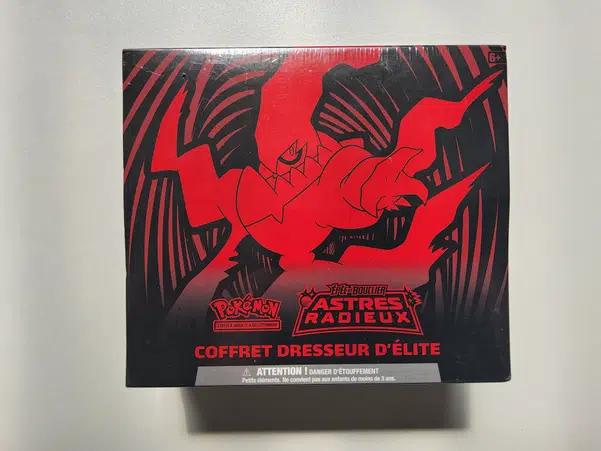 6+
POKÉMON
ÉPÉE ET BOUCLIER
ASTRES
RADIEUX
COFFRET DRESSEUR D'ÉLITE
ATTENTION ! DANGER D'ÉTOUFFEMENT
Petits éléments. Ne convient pas aux enfants de moins de 3 ans.